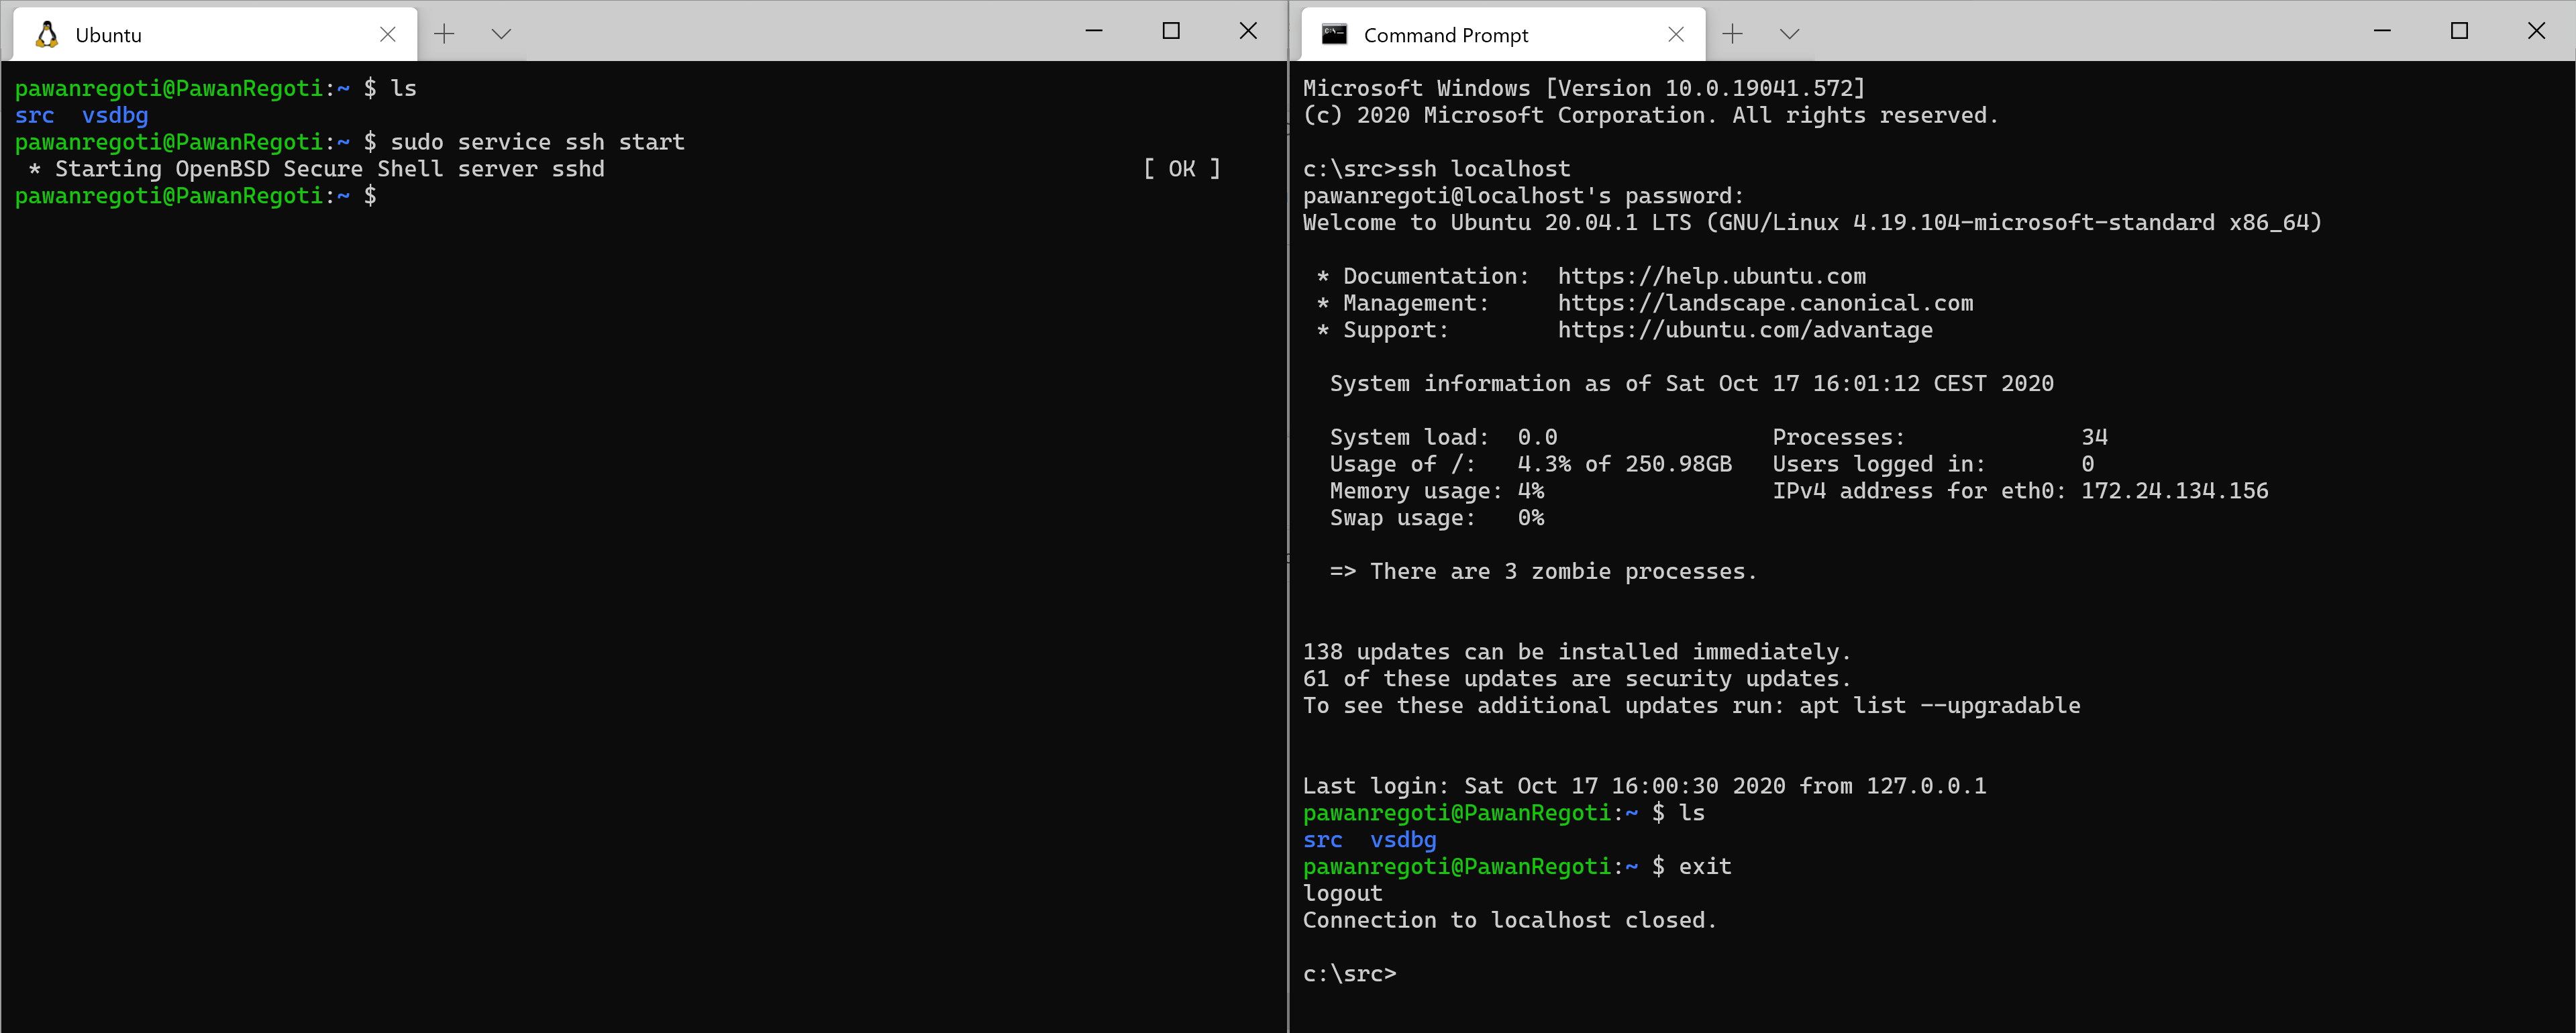 Ubuntu
pawanregoti@PawanRegoti:~ $ ls
src  vsdbg
pawanregoti@PawanRegoti:~ $ sudo service ssh start
 * Starting OpenBSD Secure Shell server sshd                                        [ OK ]
pawanregoti@PawanRegoti:~ $
Command Prompt
Microsoft Windows [Version 10.0.19041.572]
(c) 2020 Microsoft Corporation. All rights reserved.
c:\src>ssh localhost
pawanregoti@localhost's password:
Welcome to Ubuntu 20.04.1 LTS (GNU/Linux 4.19.104-microsoft-standard x86_64)
 * Documentation:  https://help.ubuntu.com
 * Management:     https://landscape.canonical.com
 * Support:        https://ubuntu.com/advantage
  System information as of Sat Oct 17 16:01:12 CEST 2020
  System load:  0.0                Processes:             34
  Usage of /:   4.3% of 250.98GB   Users logged in:       0
  Memory usage: 4%                 IPv4 address for eth0: 172.24.134.156
  Swap usage:   0%
  => There are 3 zombie processes.
138 updates can be installed immediately.
61 of these updates are security updates.
To see these additional updates run: apt list --upgradable
Last login: Sat Oct 17 16:00:30 2020 from 127.0.0.1
pawanregoti@PawanRegoti:~ $ ls
src  vsdbg
pawanregoti@PawanRegoti:~ $ exit
logout
Connection to localhost closed.
c:\src>